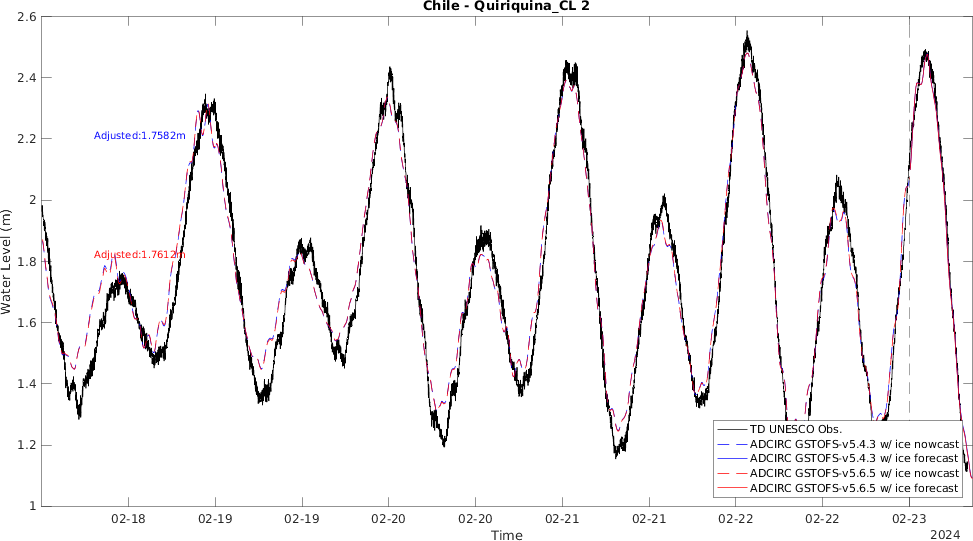 Chile - Quiriquina_CL 2
2.6
2.4
2.2
2
1.8
1.6
1.4
1.2
1
Water Level (m)
Adjusted:1.7582m
Adjusted:1.7612m
TD UNESCO Obs.
ADCIRC GSTOFS-v5.4.3 w/ ice nowcast
ADCIRC GSTOFS-v5.4.3 w/ ice forecast
ADCIRC GSTOFS-v5.6.5 w/ ice nowcast
ADCIRC GSTOFS-v5.6.5 w/ ice forecast
02-18 02-19 02-19 02-20 02-20 02-21 02-21 02-22 02-22 02-23
Time
2024